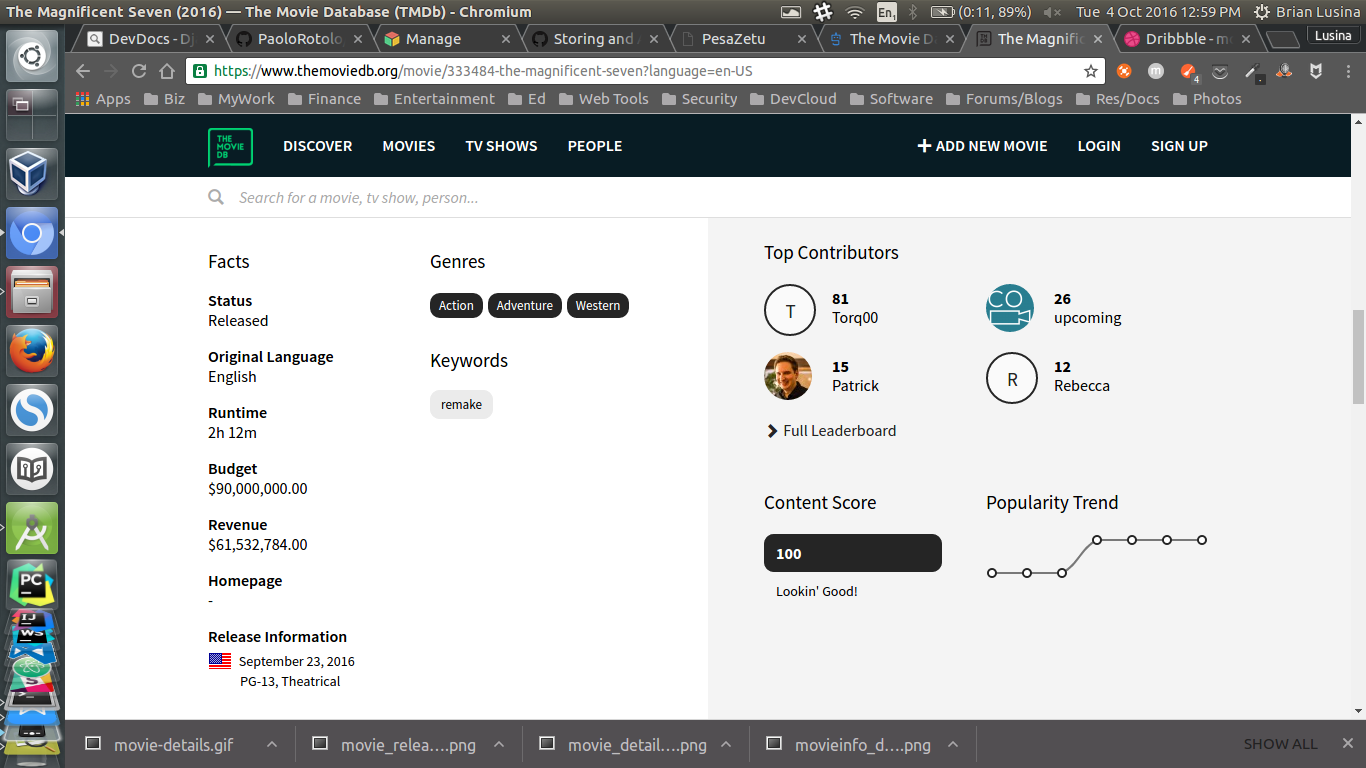 The Magnificent Seven (2016) — The Movie Database (TMDb) - Chromium
En1
(0:11, 89%)
Tue 4 Oct 2016 12:59 PM
Brian Lusina
DevDocs - Dj
PaoloRotolo
Manage
Storing and
PesaZetu
The Movie D
The Magnific
Dribbble - m
Lusina
https://www.themoviedb.org/movie/333484-the-magnificent-seven?language=en-US
m
4
Apps
Biz
MyWork
Finance
Entertainment
Ed
Web Tools
Security
DevCloud
Software
Forums/Blogs
Res/Docs
Photos
THE
MOVIE
DB
DISCOVER
MOVIES
TV SHOWS
PEOPLE
ADD NEW MOVIE
LOGIN
SIGN UP
Search for a movie, tv show, person...
Facts
Status
Released
Original Language
English
Runtime
2h 12m
Budget
$90,000,000.00
Revenue
$61,532,784.00
Homepage
-
Release Information
September 23, 2016
PG-13, Theatrical
Genres
Action
Adventure
Western
Keywords
remake
Top Contributors
T
81
Torq00
CO
26
upcoming
15
Patrick
R
12
Rebecca
Full Leaderboard
Content Score
100
Lookin' Good!
Popularity Trend
PC
IJ
WS
movie-details.gif
movie_relea....png
movie_detail....png
movieinfo_d....png
SHOW ALL